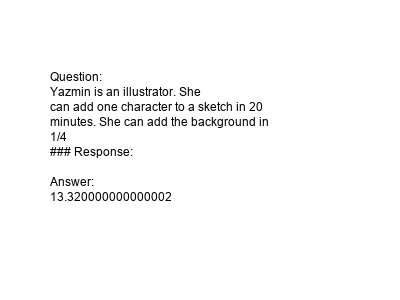 Question:
Yazmin is an illustrator. She
can add one character to a sketch in 20
minutes. She can add the background in
1/4
### Response:

Answer:
13.320000000000002